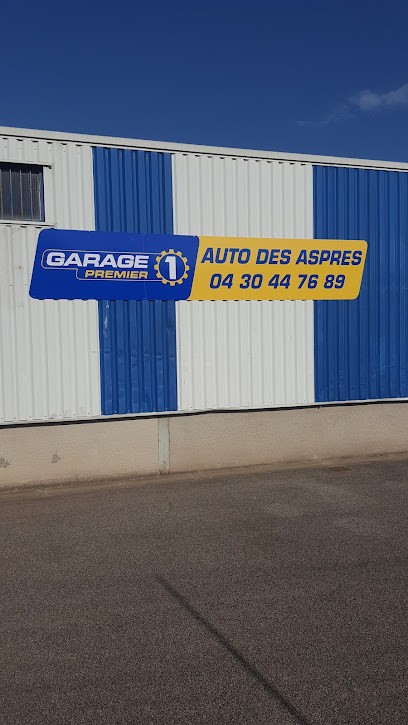 GARAGE
PREMIER
1
AUTO DES ASPRES
04 30 44 76 89